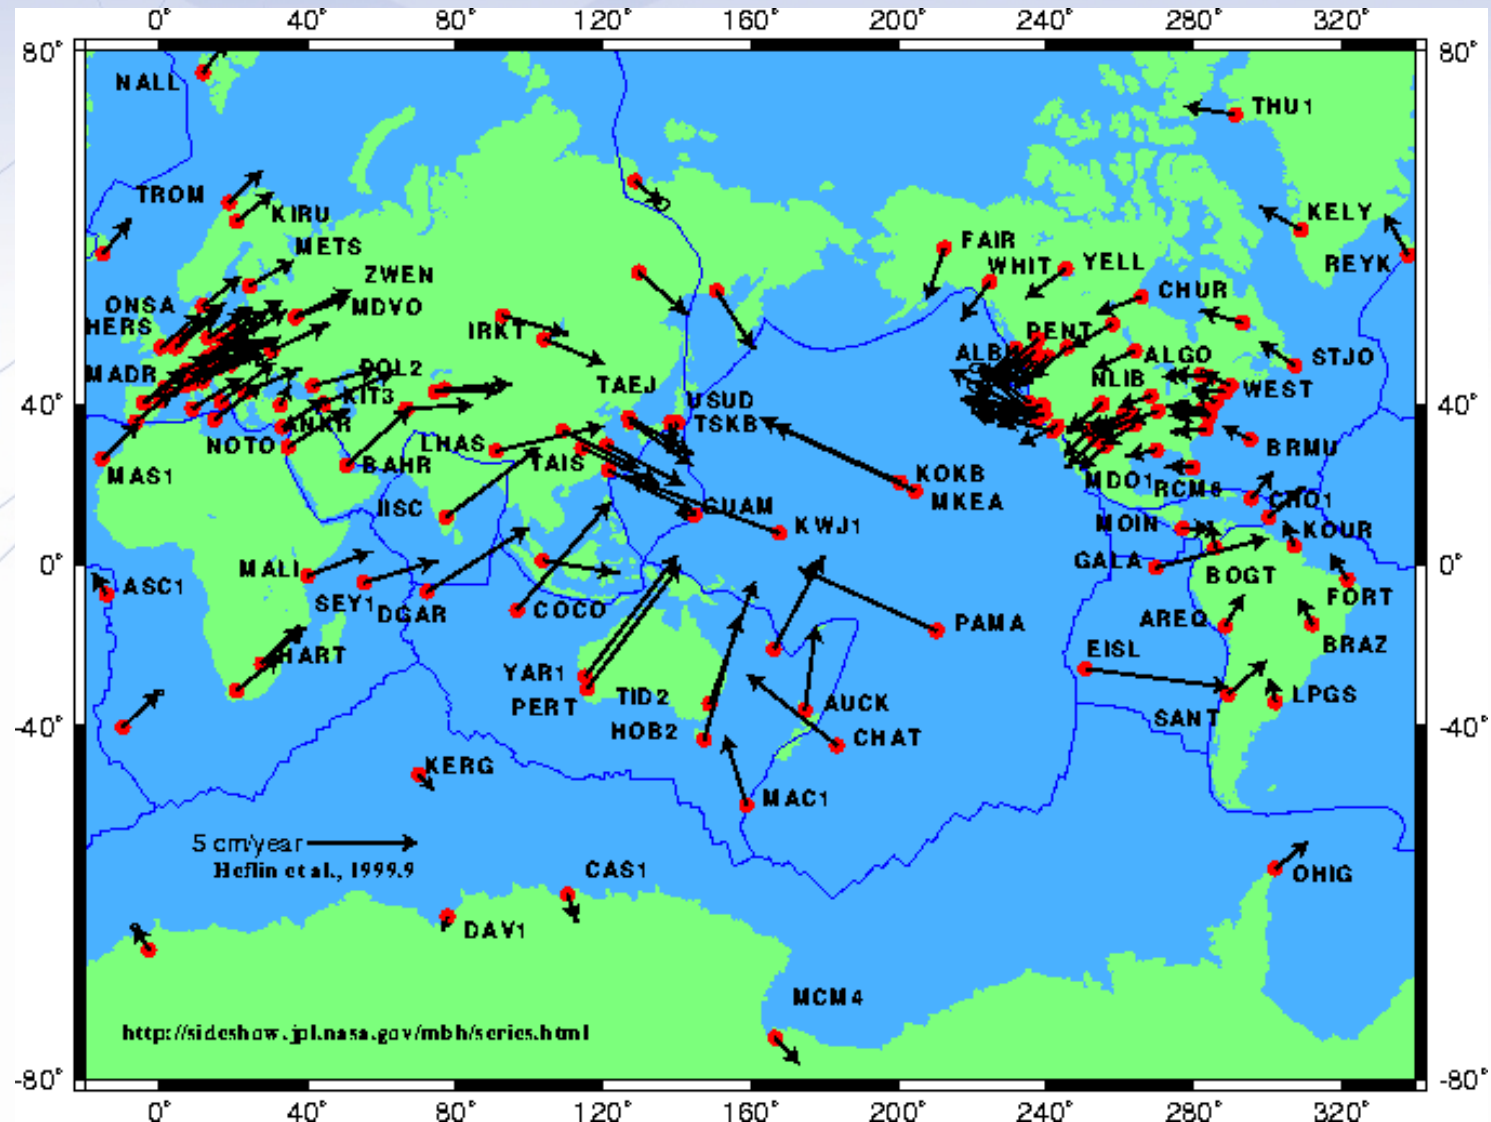 0° 40° 80° 120° 160° 200° 240° 280° 320°
80° 80°
NALL
THU1
TROM
KIRU
KELY
METS
FAIR
REYK
ZWEN
WHIT YELL
CHUR
ONSA
MDVO
HERS
IRKT
PENT
ALGO
STJO
MADR
POL2
TAEJ
NLIB
WEST
KIT3
USUD
40° 40°
ANKR
TSKB
NOTO
LHAS
BRMU
BAHR
TAIS
MAS1
KOKB
MDO1
RCM6
MKEA
CRO1
IISC
GUAM
KWJ1
MOIN
KOUR
0° 0°
MALI
GALA
BOGT
ASC1
SEY1
DGAR
COCO
FORT
PAMA
AREQ
BRAZ
HART
EISL
YAR1
PERT
TID2
AUCK
SANT
LPGS
-40° -40°
HOB2
CHAT
KERG
MAC1
5 cm/year
Heflin et al., 1999.9
CAS1
OHIG
DAV1
MCM4
http://sideshow.jpl.nasa.gov/mbh/series.html
-80° -80°
0° 40° 80° 120° 160° 200° 240° 280° 320°